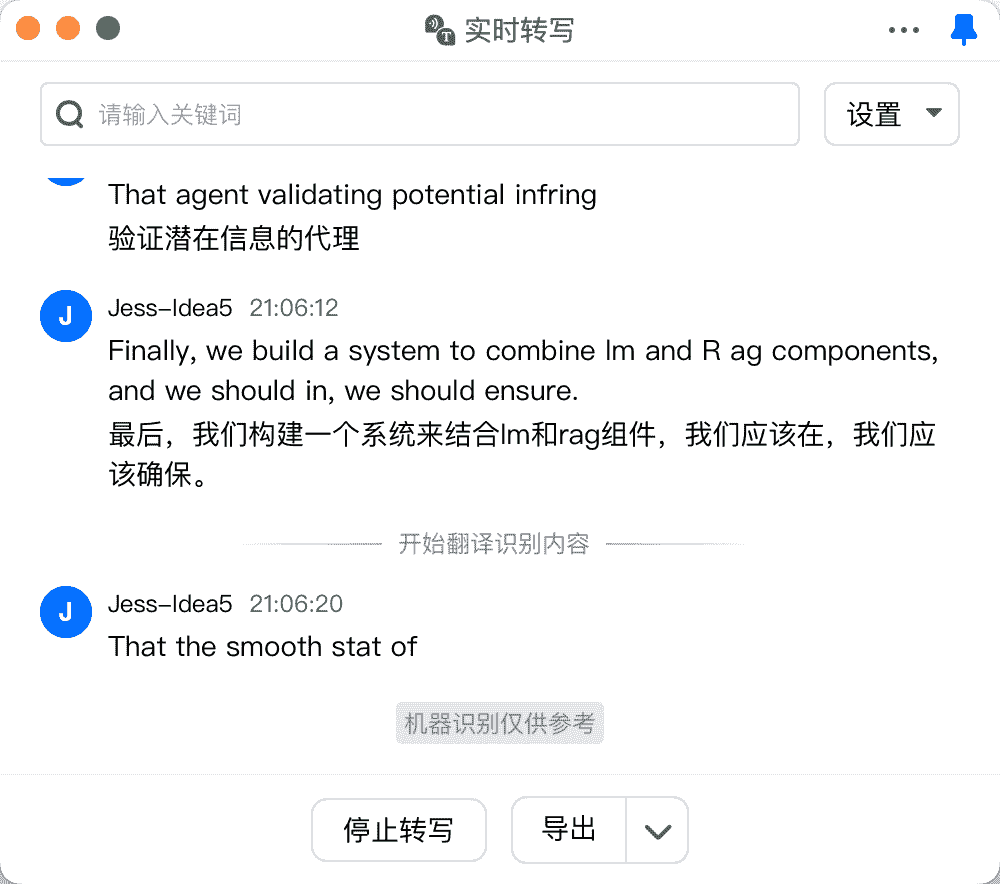 实时转写
请输入关键词
设置
That agent validating potential infring
验证潜在信息的代理
J
Jess-Idea5 21:06:12
Finally, we build a system to combine lm and R ag components,
and we should in, we should ensure.
最后，我们构建一个系统来结合lm和rag组件，我们应该在，我们应
该确保。
开始翻译识别内容
J
Jess-Idea5 21:06:20
That the smooth stat of
机器识别仅供参考
停止转写
导出